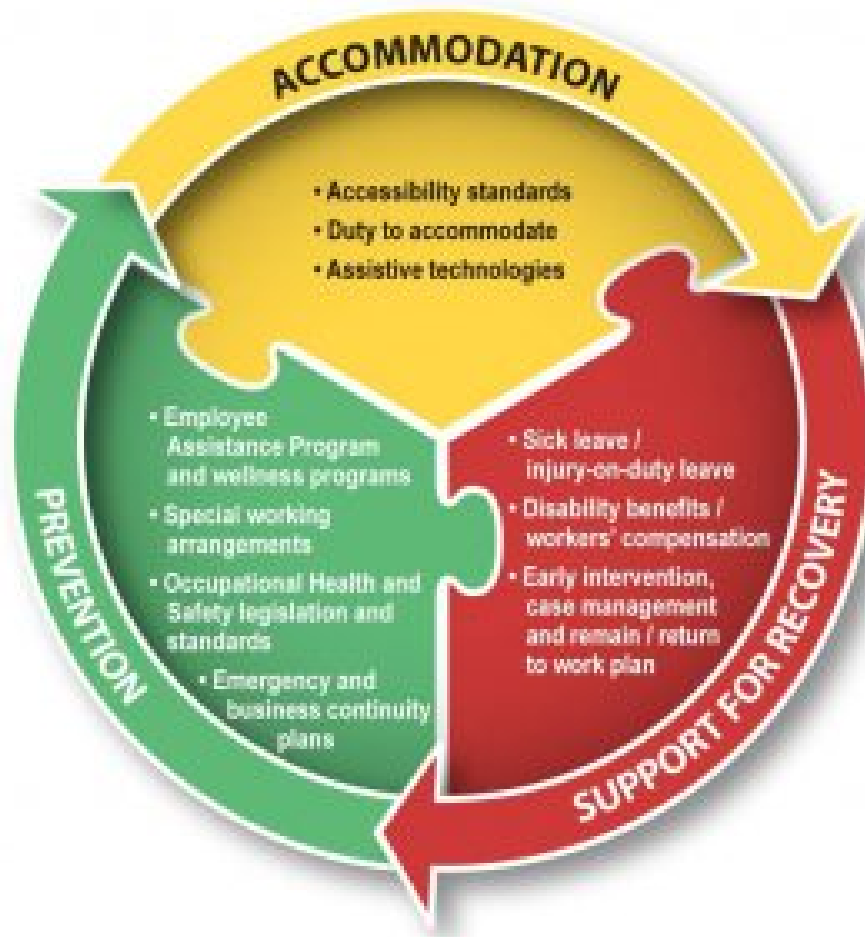 ACCOMMODATION
• Accessibility standards
• Duty to accommodate
• Assistive technologies
PREVENTION
• Employee
Assistance Program
and wellness programs
• Special working
arrangements
• Occupational Health and
Safety legislation and
standards
• Emergency and
business continuity
plans
• Sick leave /
injury-on-duty leave
• Disability benefits /
workers' compensation
• Early intervention,
case management
and remain / return
to work plan
SUPPORT FOR RECOVERY